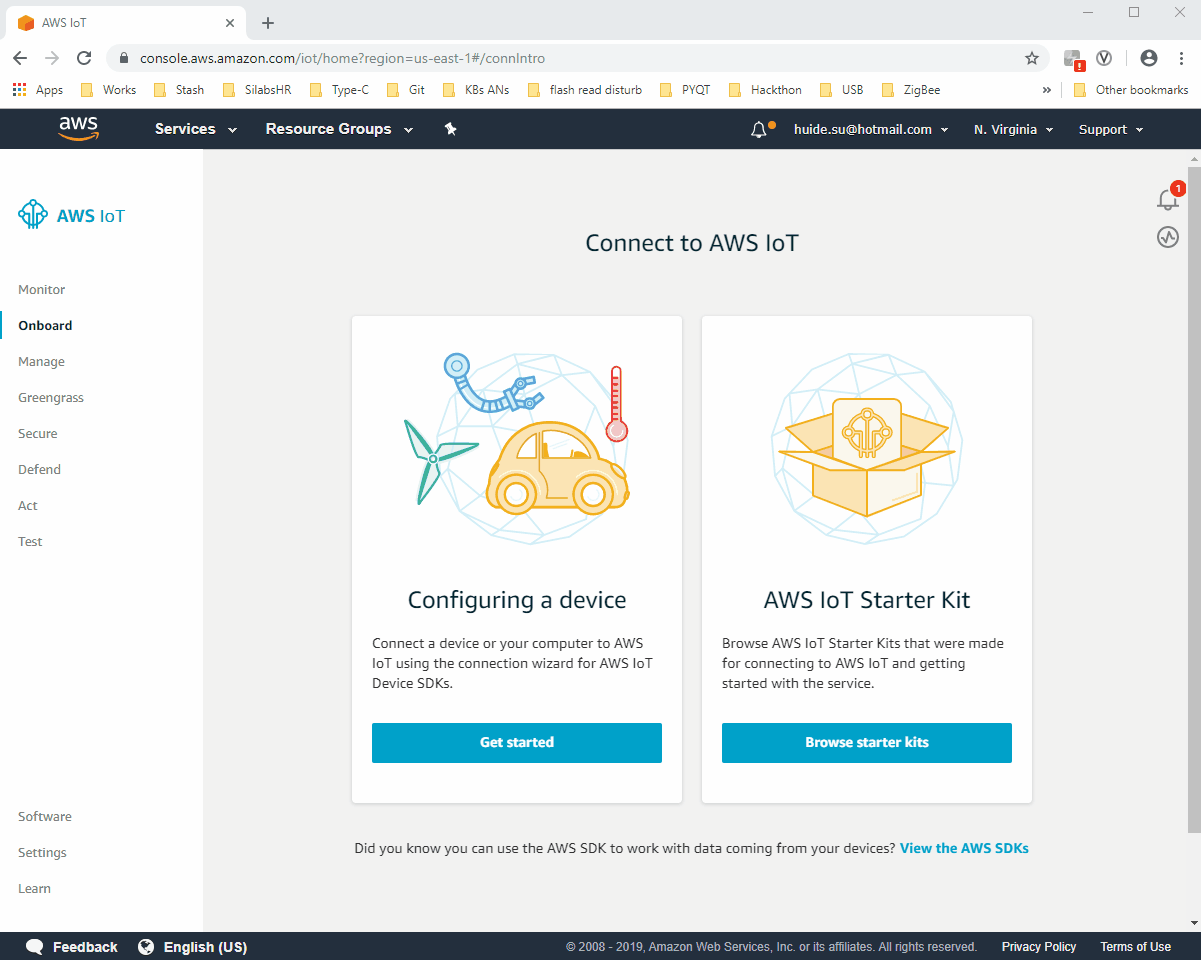 AWS IoT
console.aws.amazon.com/iot/home?region=us-east-1#/connIntro
Apps Works Stash SilabsHR Type-C Git KBs ANs flash read disturb PYQT Hackthon USB ZigBee » Other bookmarks
aws Services Resource Groups huide.su@hotmail.com N. Virginia Support
1
AWS IoT
Monitor
Onboard
Manage
Greengrass
Secure
Defend
Act
Test
Software
Settings
Learn
Connect to AWS IoT
Configuring a device
Connect a device or your computer to AWS
IoT using the connection wizard for AWS IoT
Device SDKs.
Get started
AWS IoT Starter Kit
Browse AWS IoT Starter Kits that were made
for connecting to AWS IoT and getting
started with the service.
Browse starter kits
Did you know you can use the AWS SDK to work with data coming from your devices? View the AWS SDKs
Feedback English (US) © 2008 - 2019, Amazon Web Services, Inc. or its affiliates. All rights reserved. Privacy Policy Terms of Use